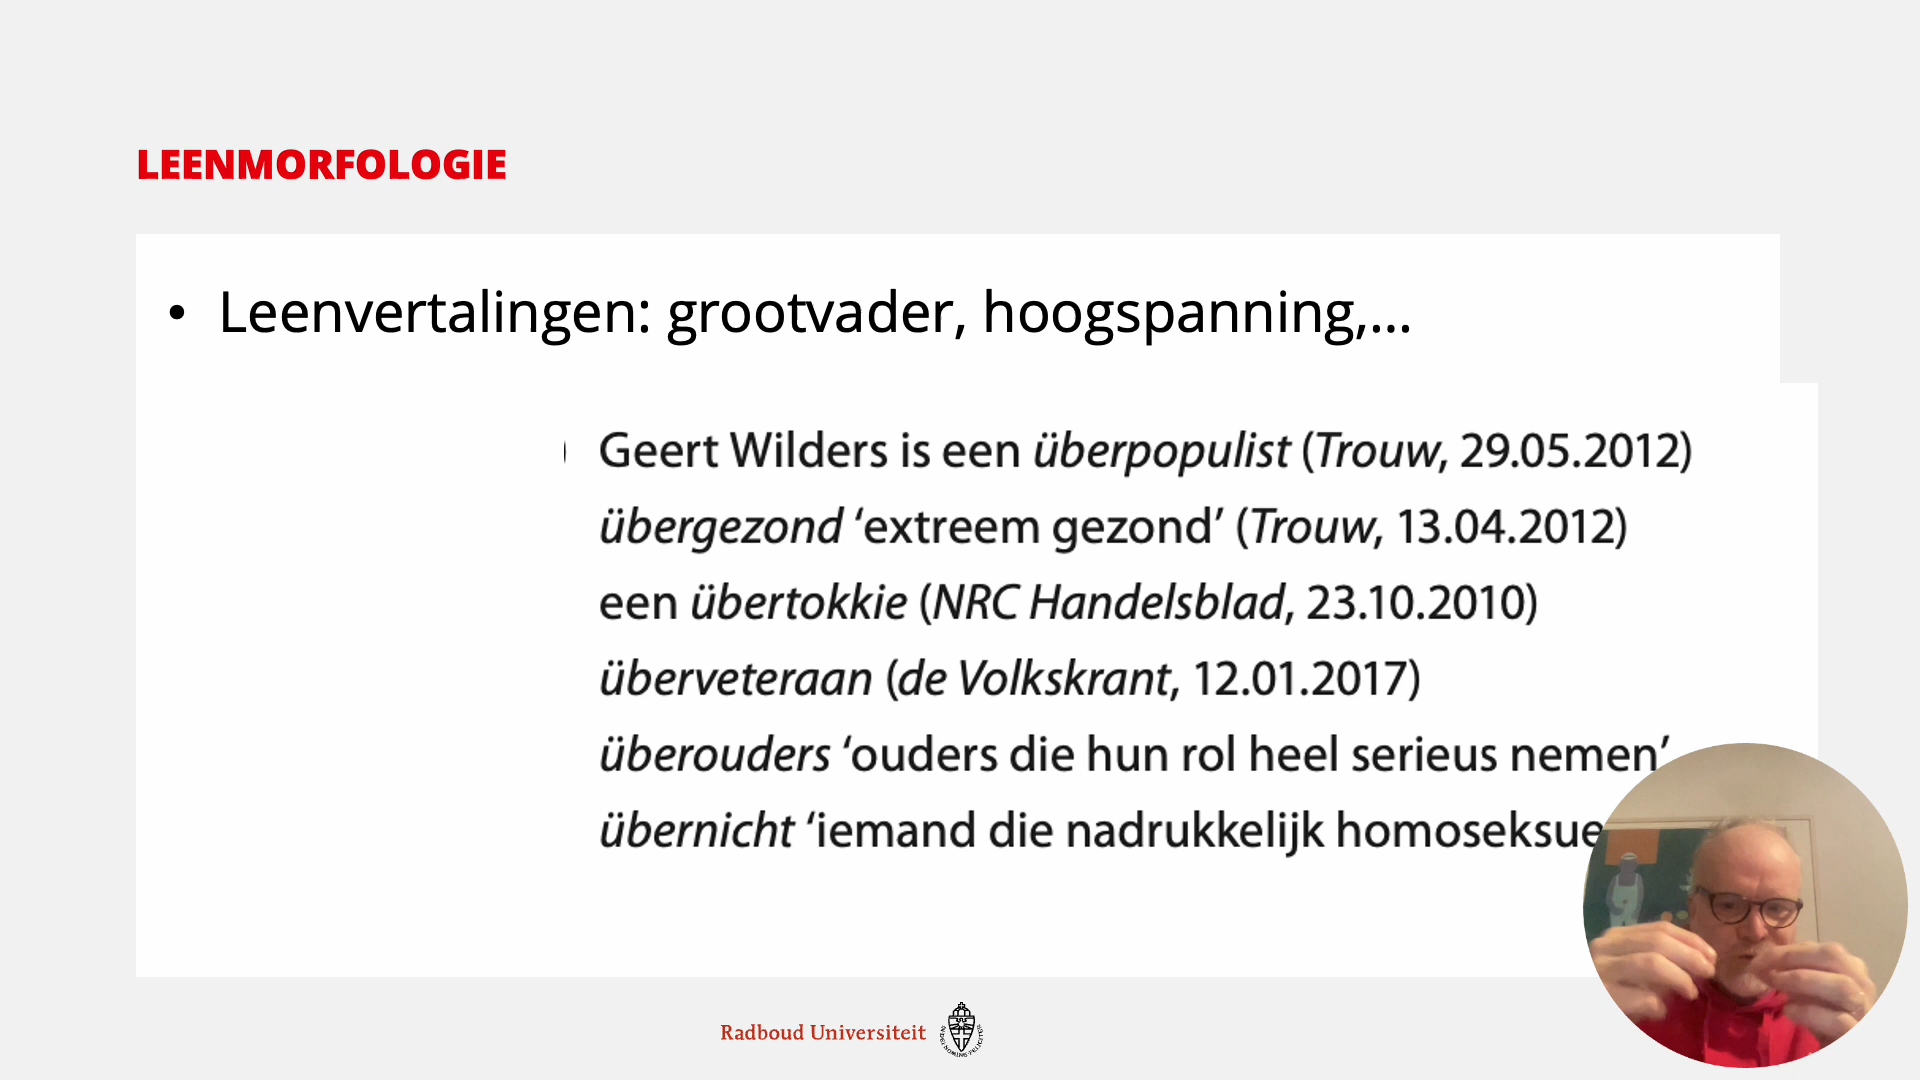 LEENMORFOLOGIE
• Leenvertalingen: grootvader, hoogspanning,...
Geert Wilders is een überpopulist (Trouw, 29.05.2012)
übergezond ‘extreem gezond’ (Trouw, 13.04.2012)
een übertokkie (NRC Handelsblad, 23.10.2010)
überveteraan (de Volkskrant, 12.01.2017)
überouders ‘ouders die hun rol heel serieus nemen’
übernicht ‘iemand die nadrukkelijk homoseksue
Radboud Universiteit